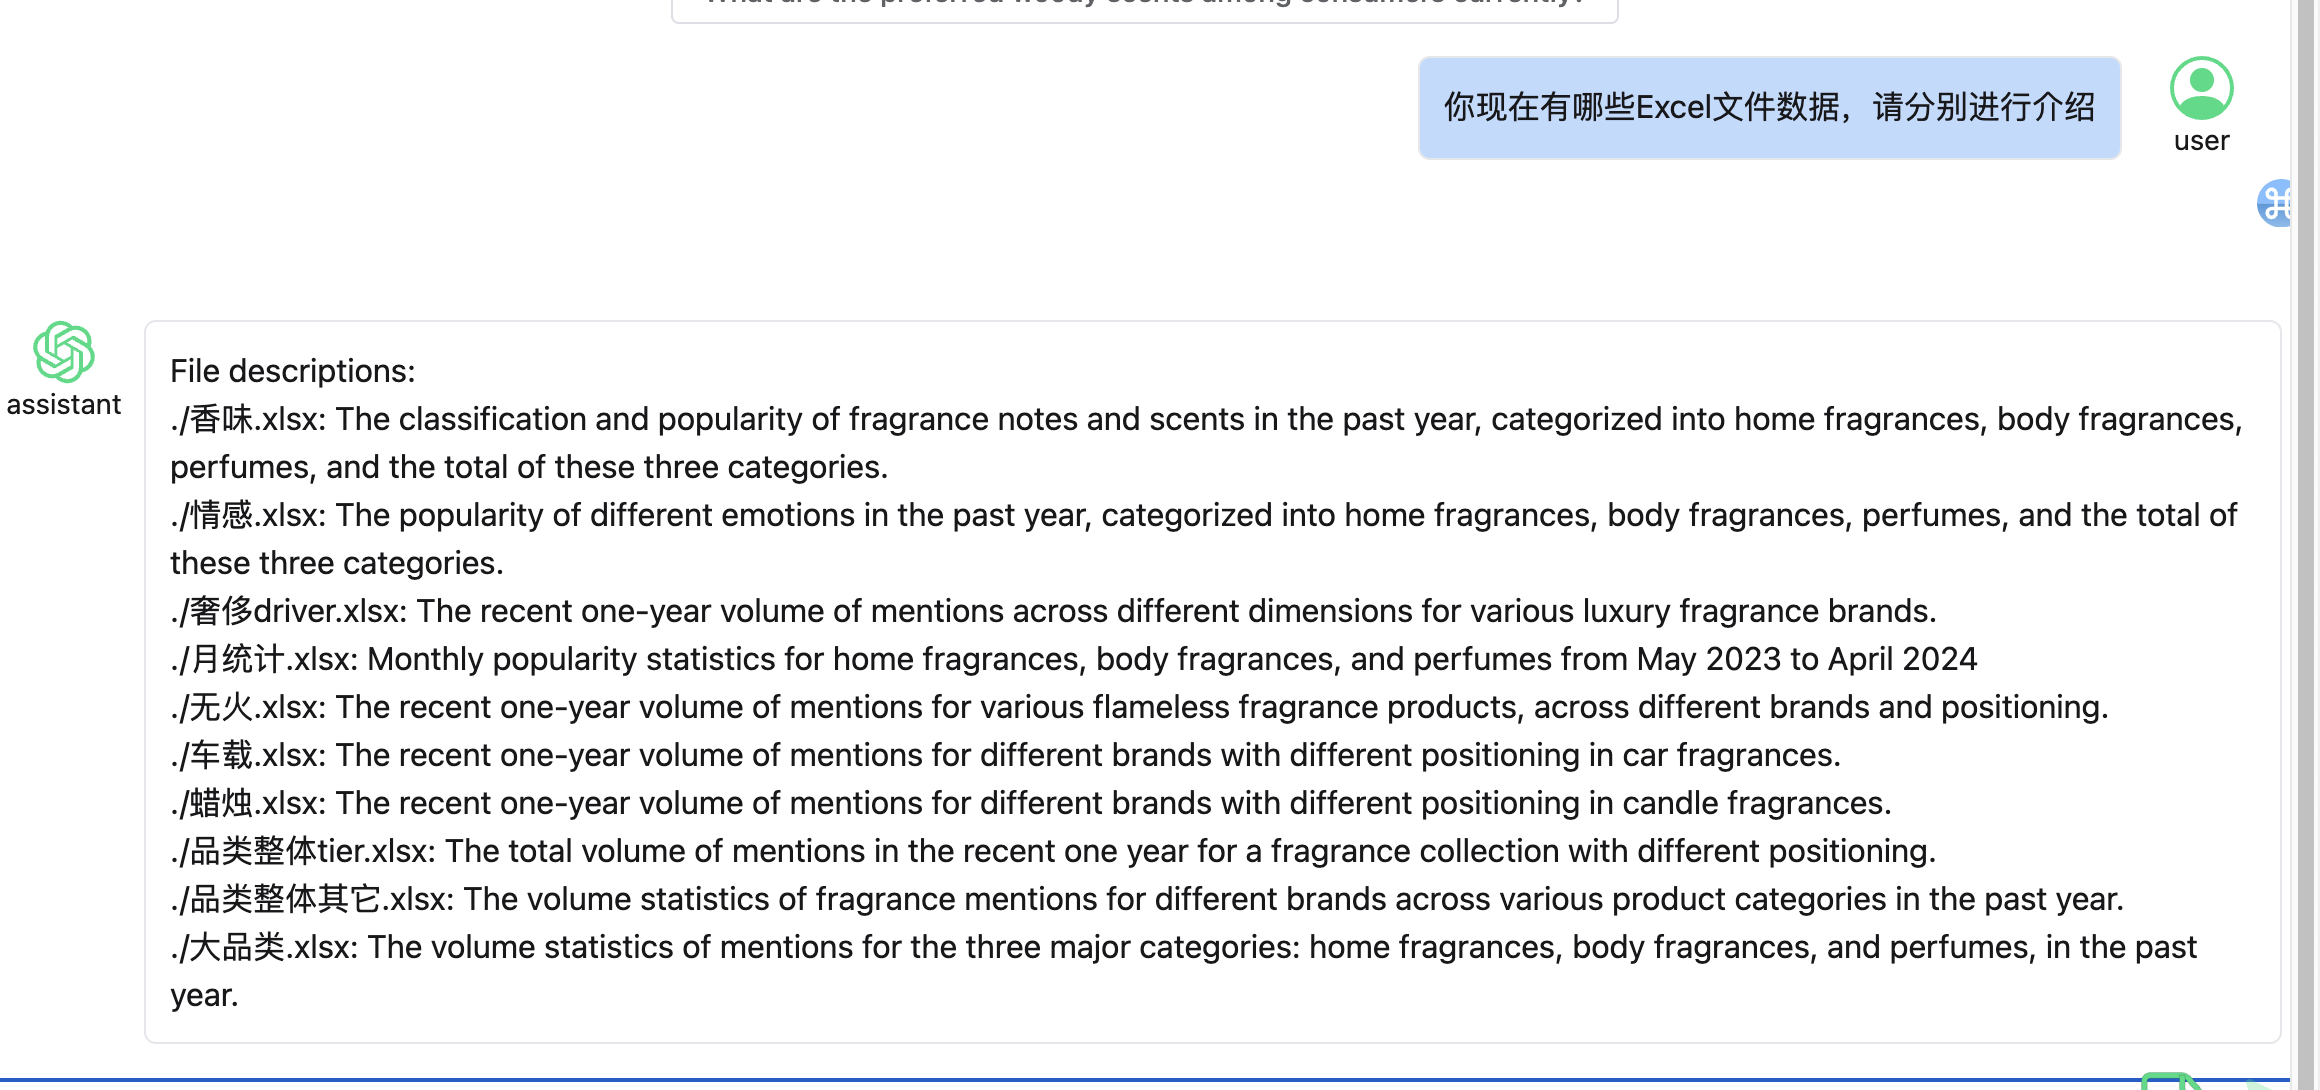 What are the preferred woody scents among consumers currently?
你现在有哪些Excel文件数据，请分别进行介绍
user
assistant
File descriptions:
./香味.xlsx: The classification and popularity of fragrance notes and scents in the past year, categorized into home fragrances, body fragrances,
perfumes, and the total of these three categories.
./情感.xlsx: The popularity of different emotions in the past year, categorized into home fragrances, body fragrances, perfumes, and the total of
these three categories.
./奢侈driver.xlsx: The recent one-year volume of mentions across different dimensions for various luxury fragrance brands.
./月统计.xlsx: Monthly popularity statistics for home fragrances, body fragrances, and perfumes from May 2023 to April 2024
./无火.xlsx: The recent one-year volume of mentions for various flameless fragrance products, across different brands and positioning.
./车载.xlsx: The recent one-year volume of mentions for different brands with different positioning in car fragrances.
./蜡烛.xlsx: The recent one-year volume of mentions for different brands with different positioning in candle fragrances.
./品类整体tier.xlsx: The total volume of mentions in the recent one year for a fragrance collection with different positioning.
./品类整体其它.xlsx: The volume statistics of fragrance mentions for different brands across various product categories in the past year.
./大品类.xlsx: The volume statistics of mentions for the three major categories: home fragrances, body fragrances, and perfumes, in the past
year.